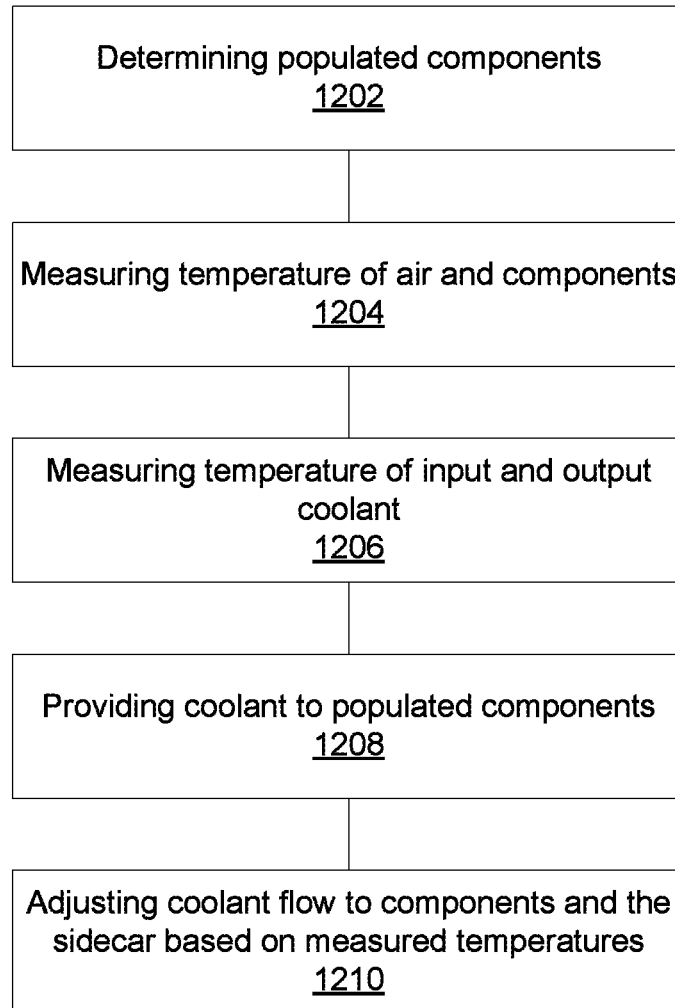 Determining populated components
1202
Measuring temperature of air and components
1204
Measuring temperature of input and output
coolant
1206
Providing coolant to populated components
1208
Adjusting coolant flow to components and the
sidecar based on measured temperatures
1210